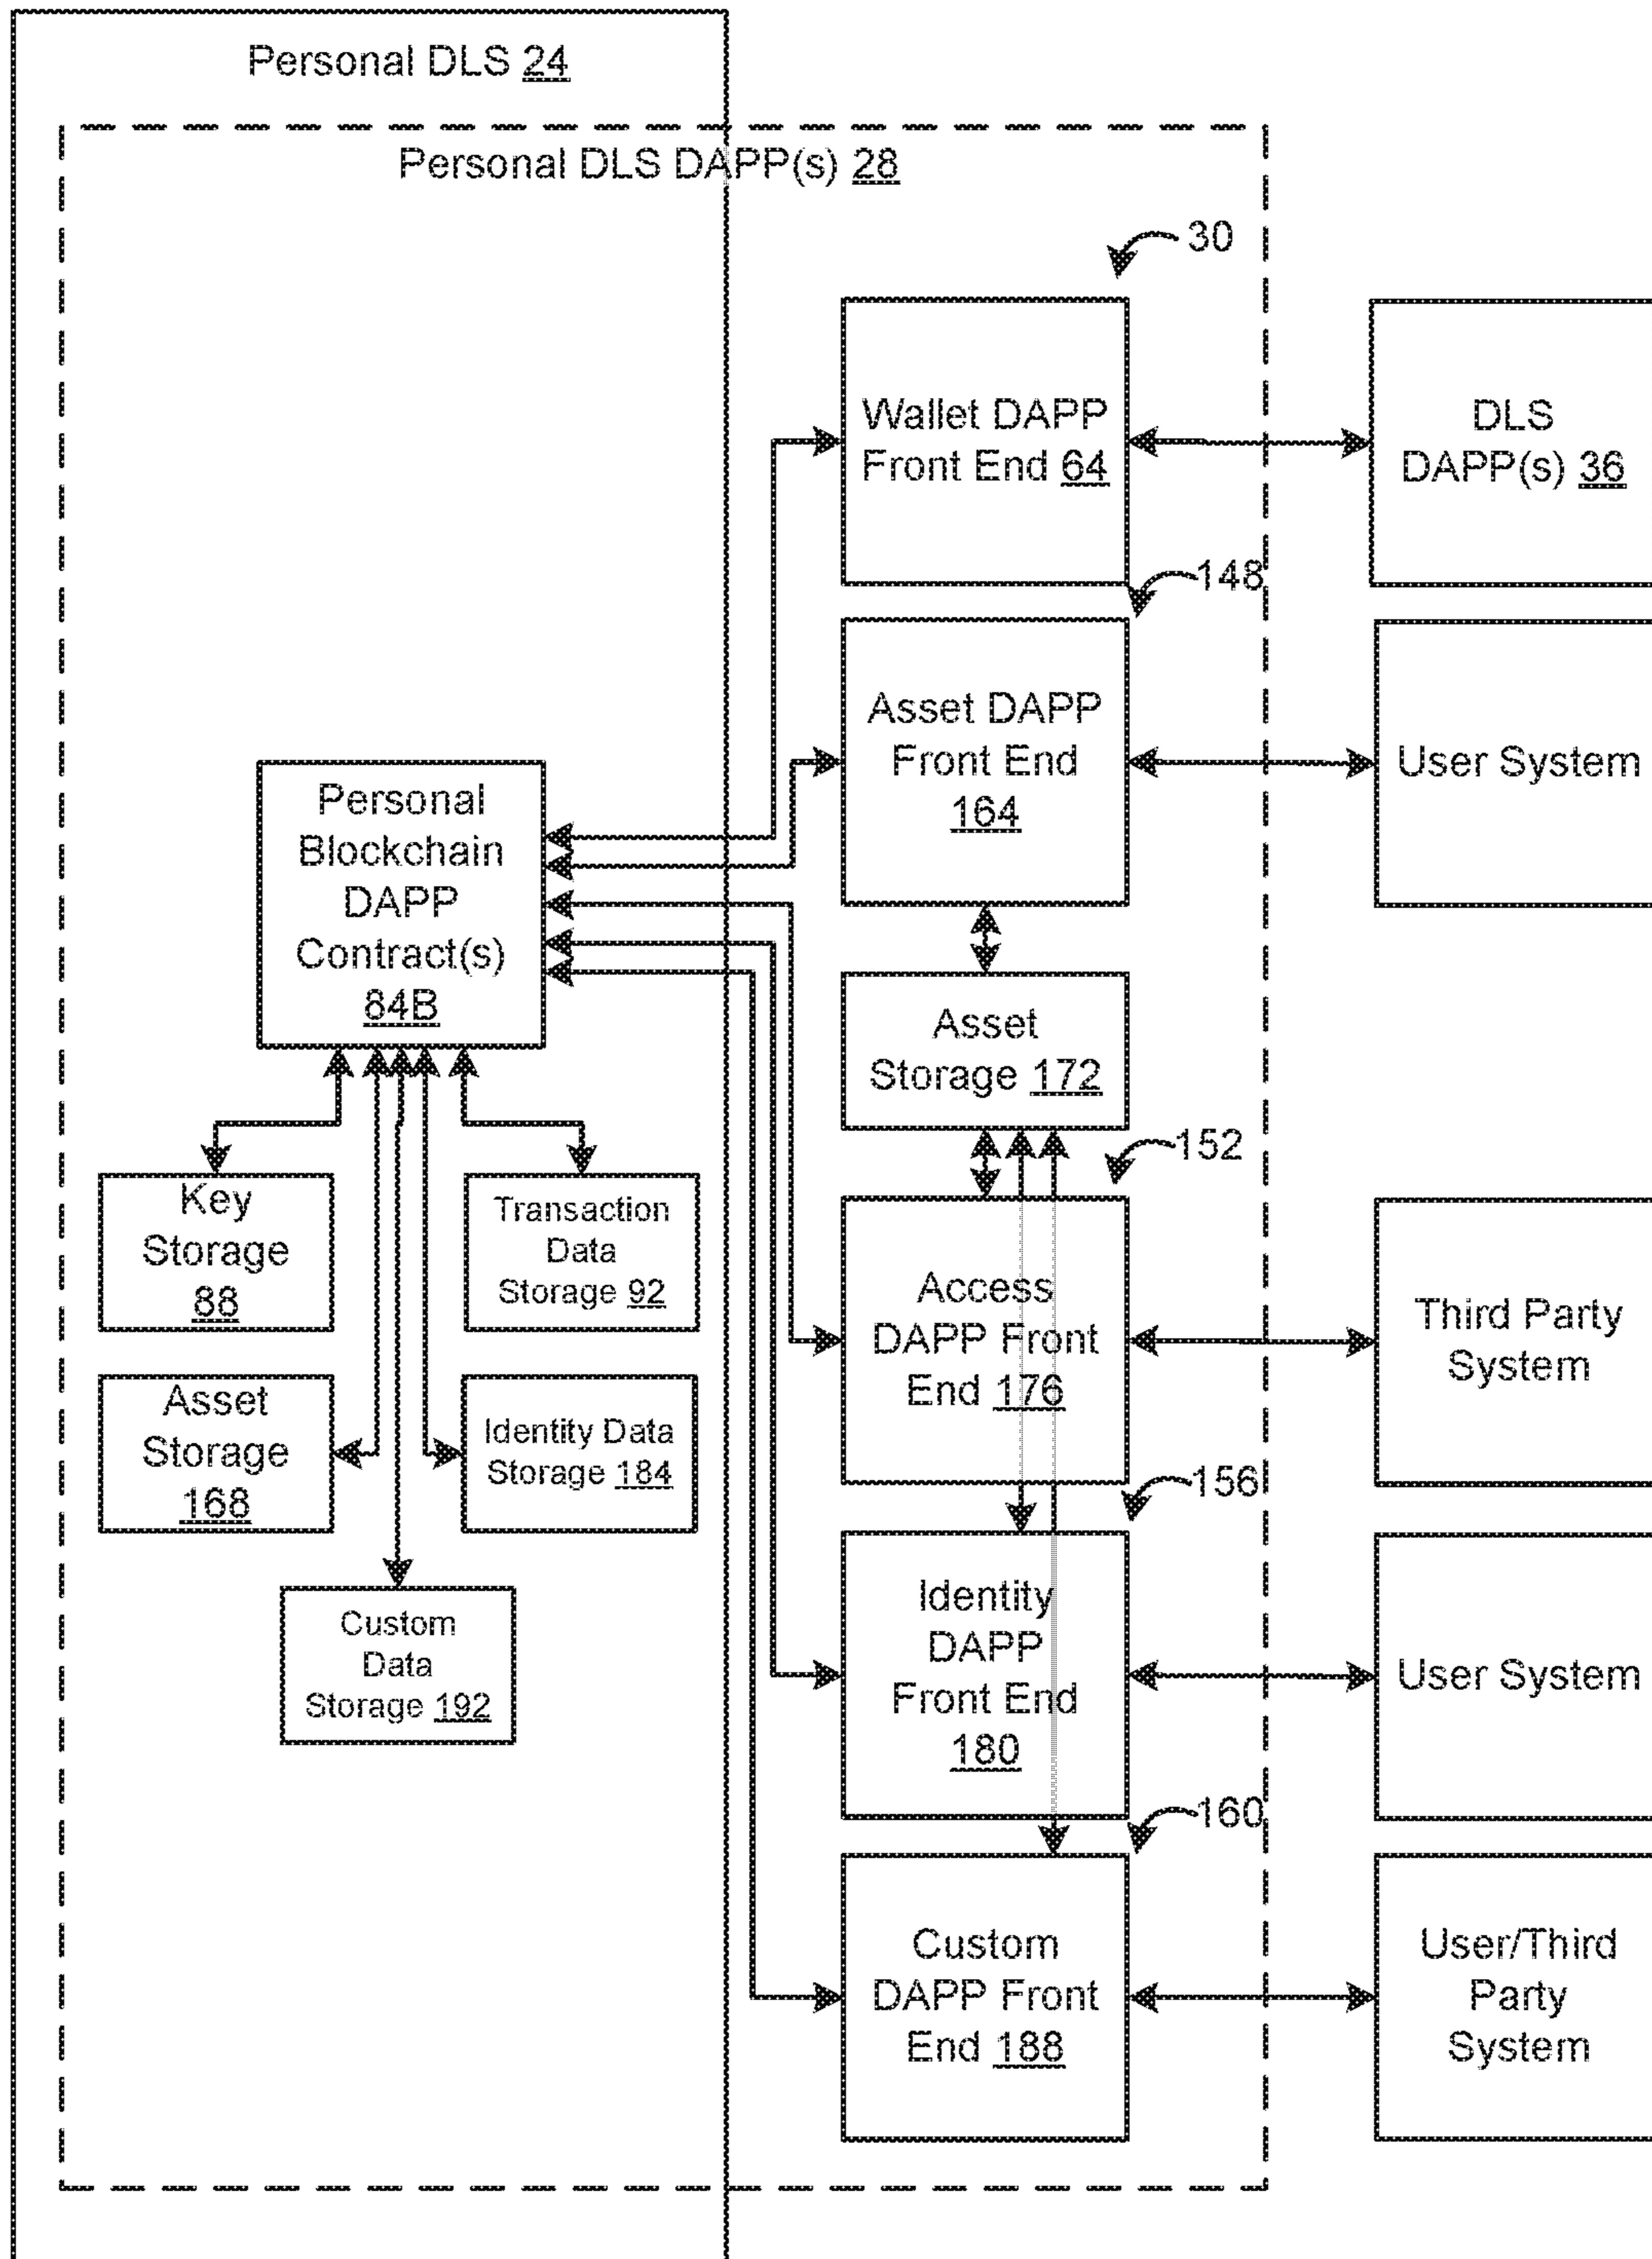 Personal DLS 24
Personal DLS DAPP(s) 28
30
Wallet DAPP
Front End 64
DLS
DAPP(s) 36
148
Asset DAPP
Front End
164
User System
Personal
Blockchain
DAPP
Contract(s)
84B
Asset
Storage 172
152
Key
Storage
88
Transaction
Data
Storage 92
Access
DAPP Front
End 176
Third Party
System
Asset
Storage
168
Identity Data
Storage 184
156
Identity
DAPP
Front End
180
User System
Custom
Data
Storage 192
160
Custom
DAPP Front
End 188
User/Third
Party
System